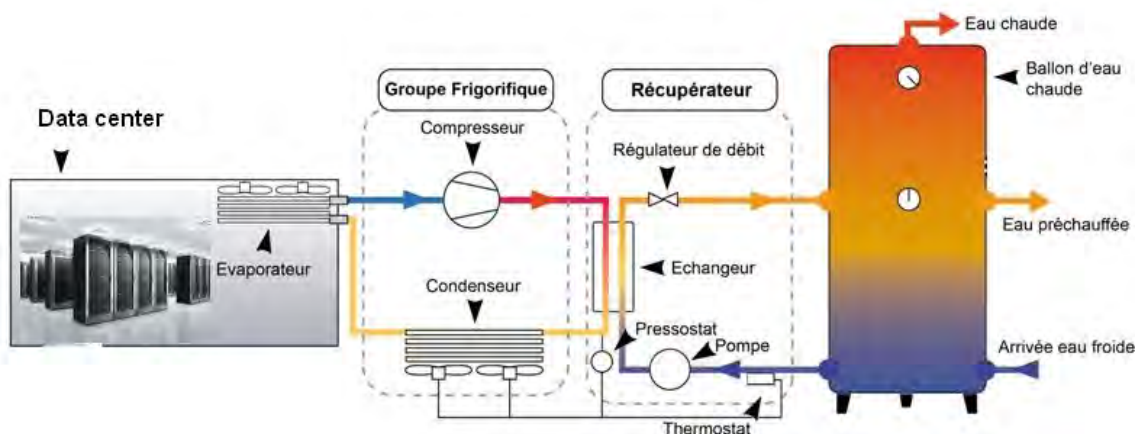 Eau chaude
Ballon d'eau
chaude
Groupe Frigorifique
Récupérateur
Data center
Compresseur
Régulateur de débit
Evaporateur
Echangeur
Eau préchauffée
Condenseur
Pressostat
Pompe
Arrivée eau froide
Thermostat